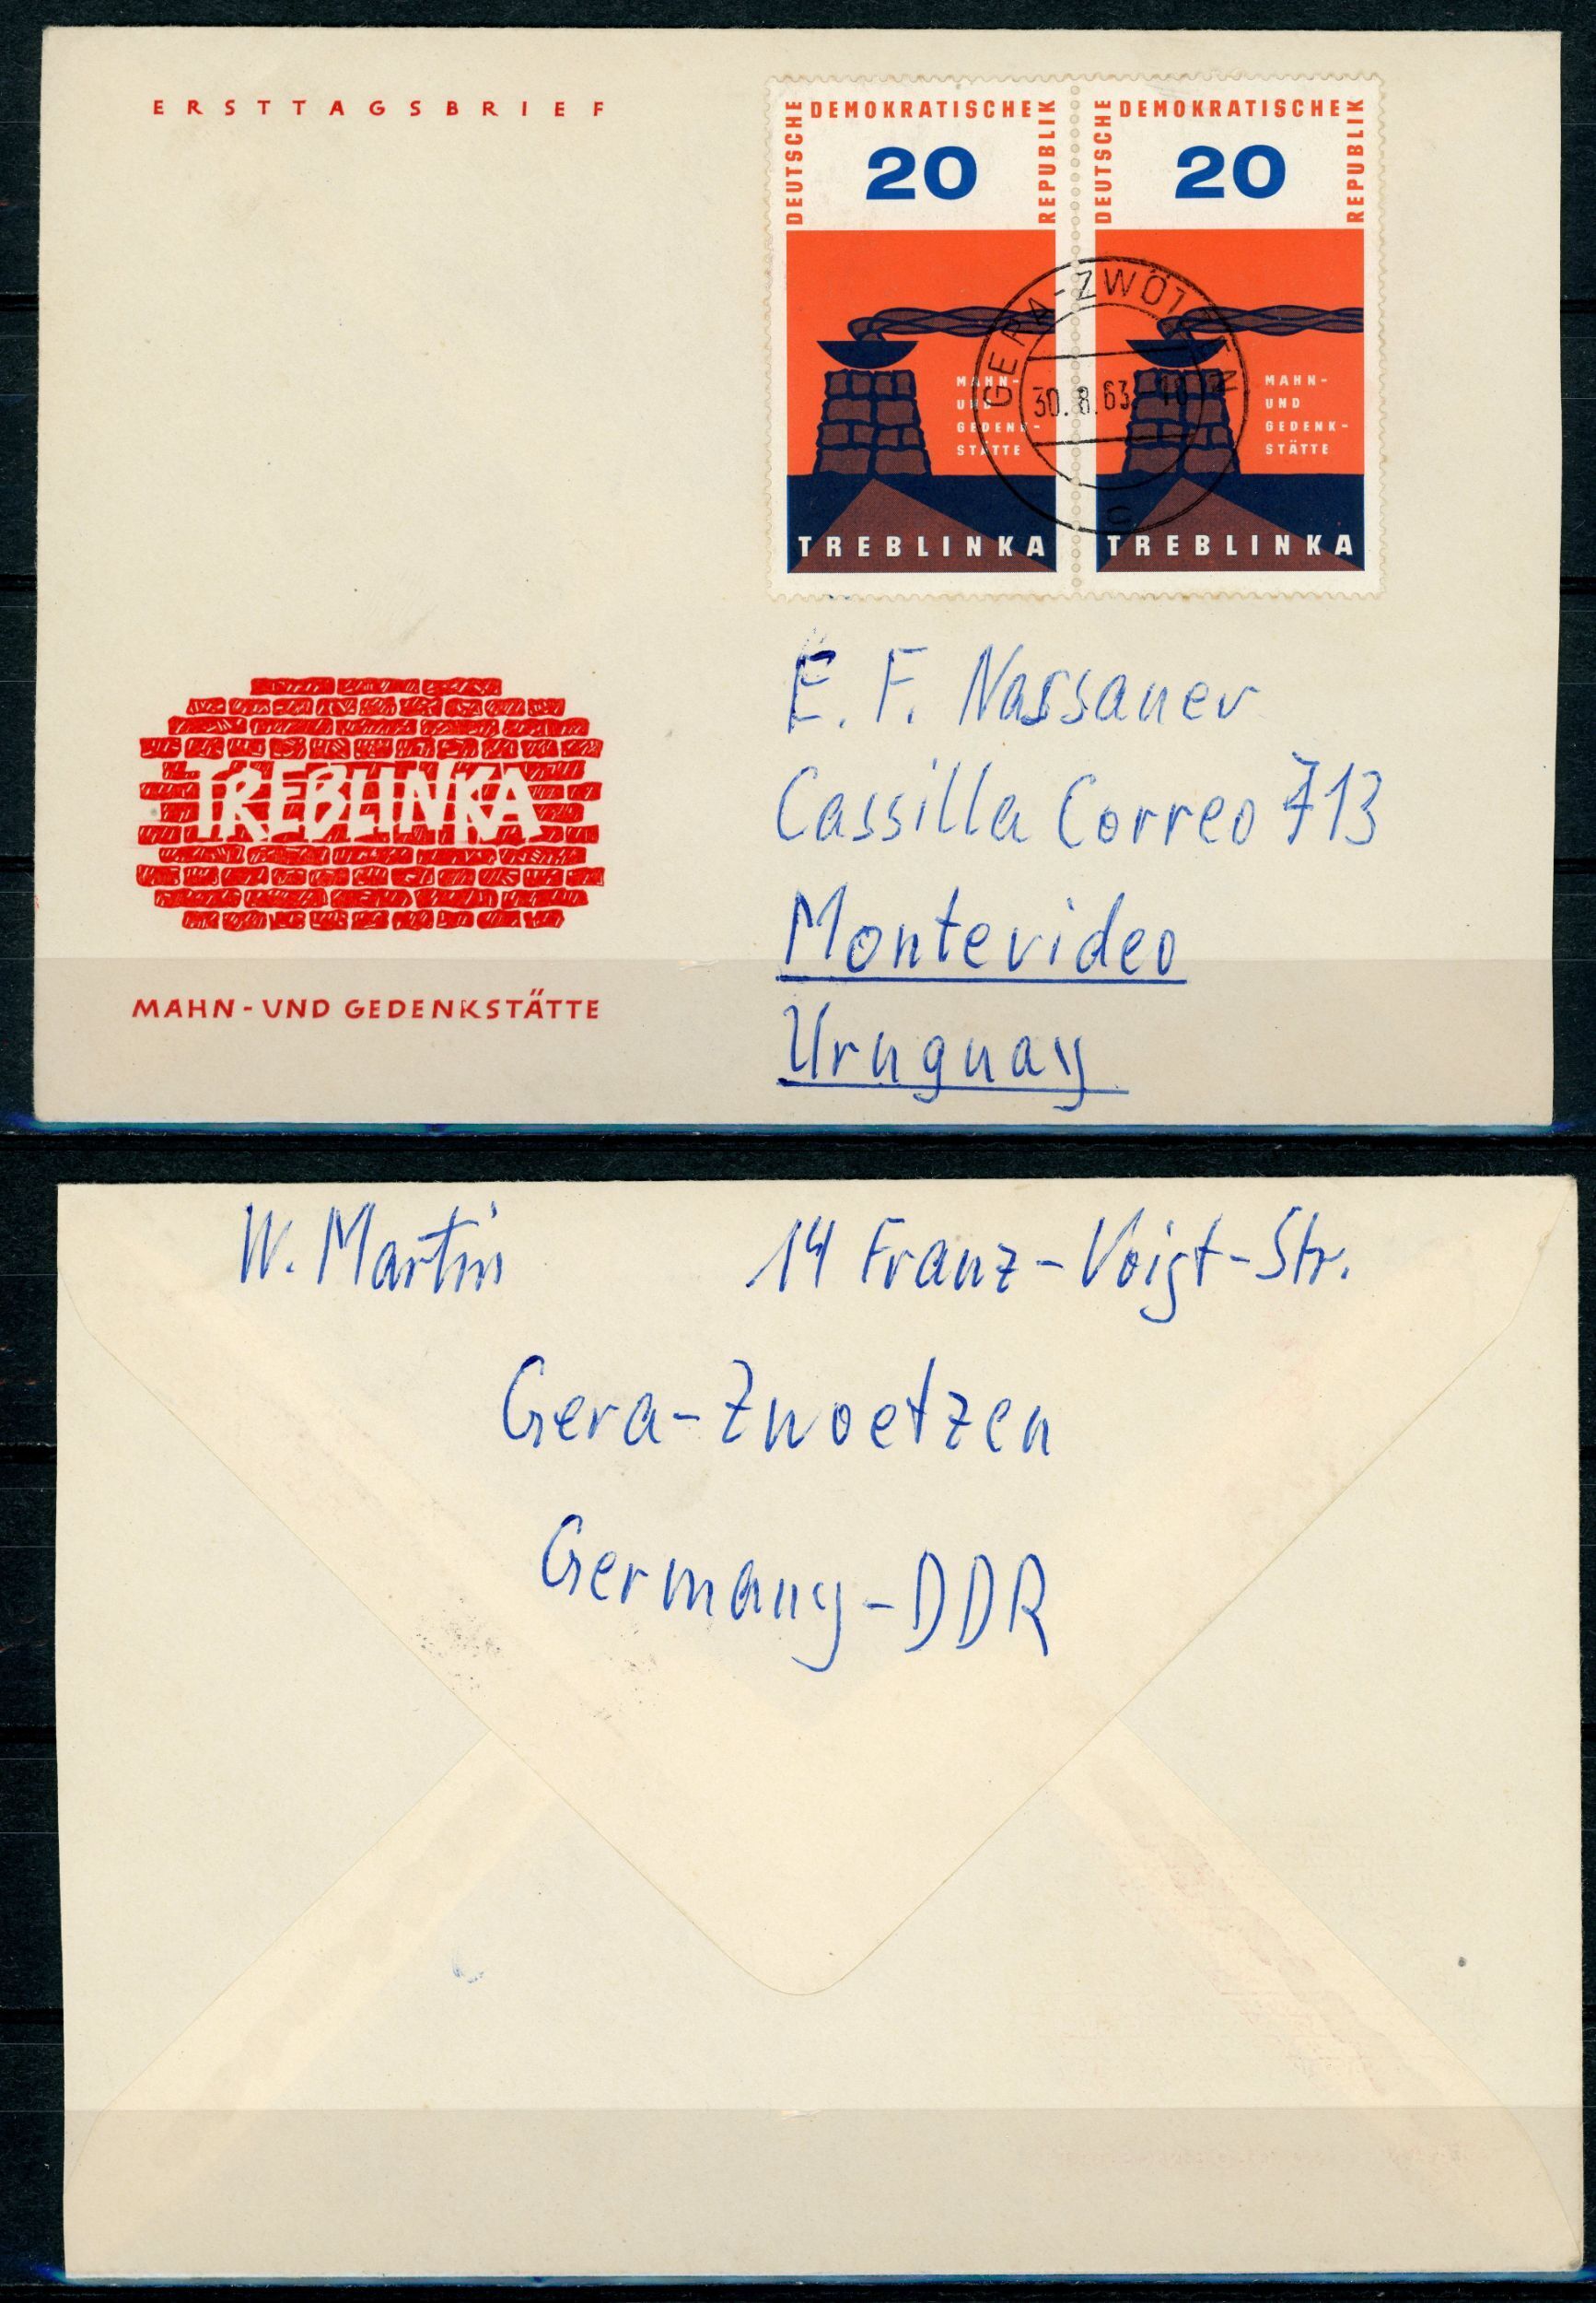 ERSTTAGSBRIEF
DEUTSCHE DEMOKRATISCHE REPUBLIK
20
MAHN-
UND
GEDENK-
STÄTTE
TREBLINKA
DEUTSCHE DEMOKRATISCHE REPUBLIK
20
MAHN-
UND
GEDENK-
STÄTTE
TREBLINKA
30.8.63
c
E. F. Nassauer
Cassilla Correo 713
Montevideo
Uruguay
TREBLINKA
MAHN-UND GEDENKSTÄTTE
W. Martin 14 Franz-Voigt-Str.
Gera-Zwoetzen
Germany-DDR